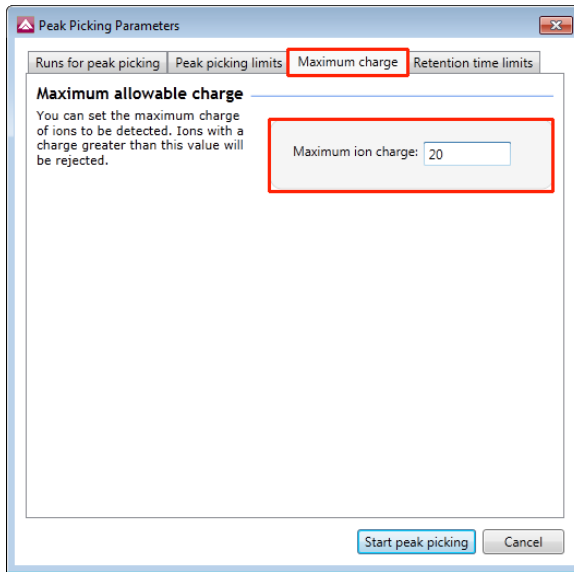 Peak Picking Parameters
Runs for peak picking Peak picking limits Maximum charge Retention time limits
Maximum allowable charge
You can set the maximum charge
of ions to be detected. Ions with a
charge greater than this value will
be rejected.
Maximum ion charge: 20
Start peak picking Cancel